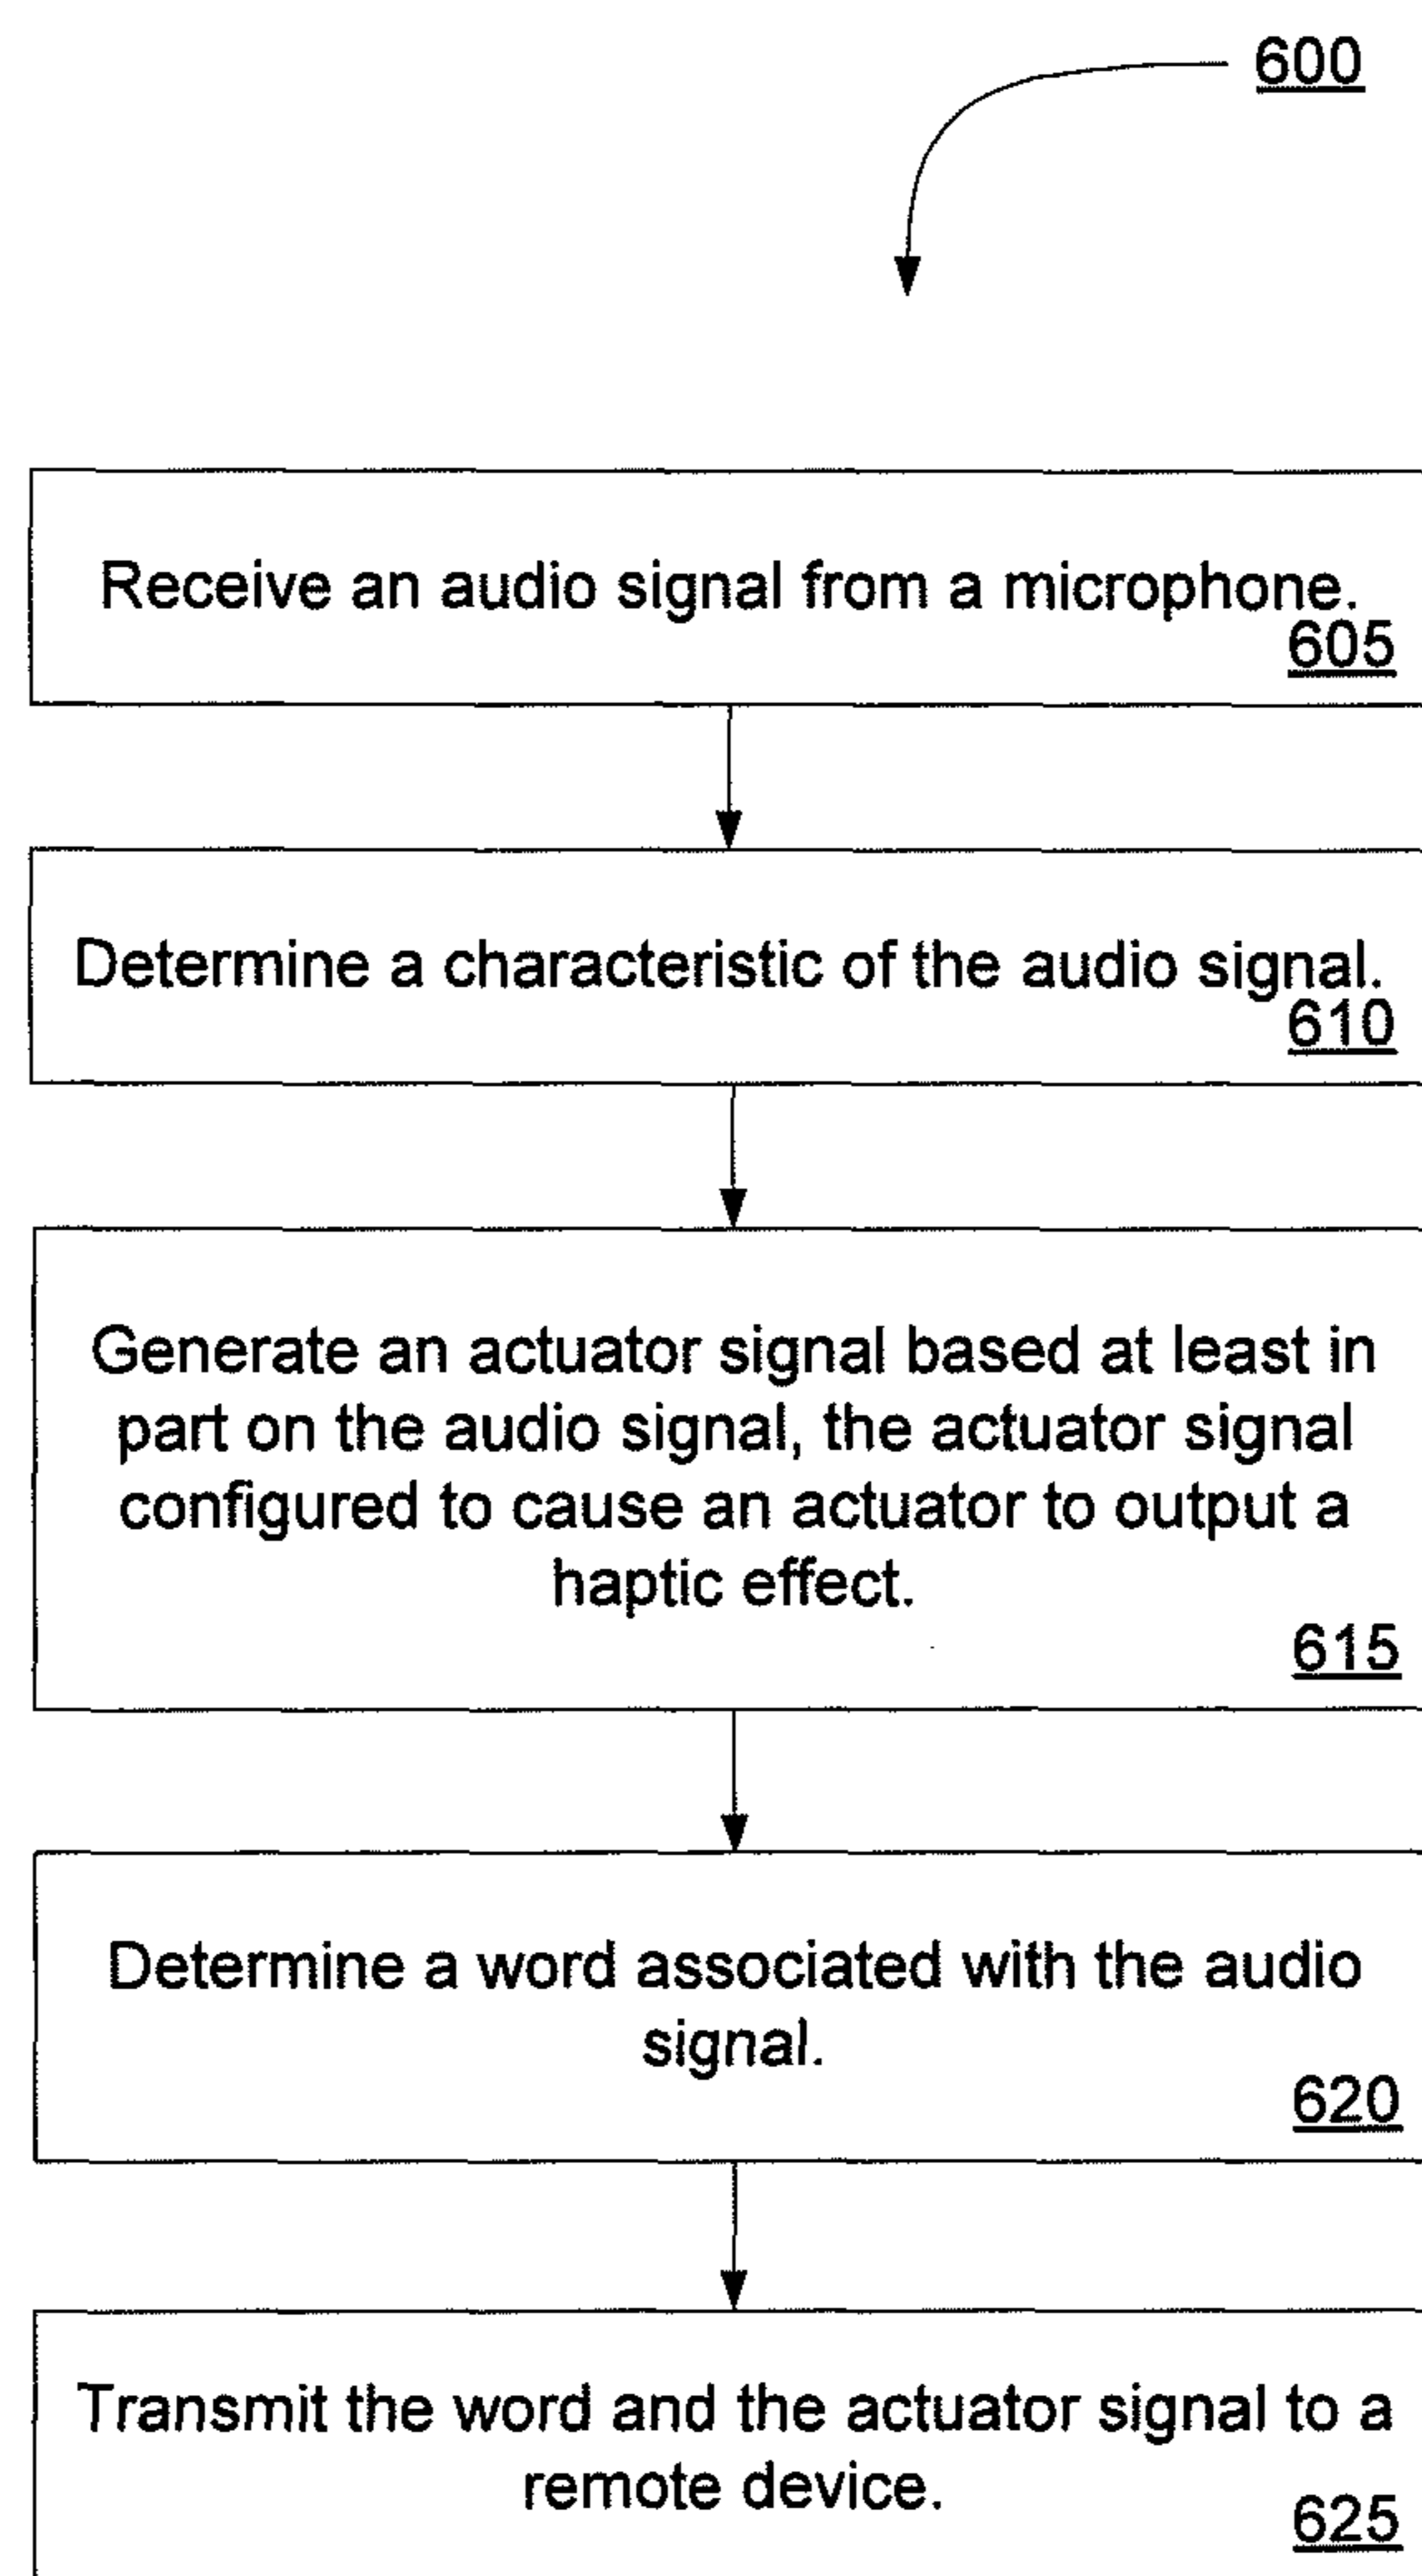 600
Receive an audio signal from a microphone.
605
Determine a characteristic of the audio signal.
610
Generate an actuator signal based at least in
part on the audio signal, the actuator signal
configured to cause an actuator to output a
haptic effect.
615
Determine a word associated with the audio
signal.
620
Transmit the word and the actuator signal to a
remote device.
625